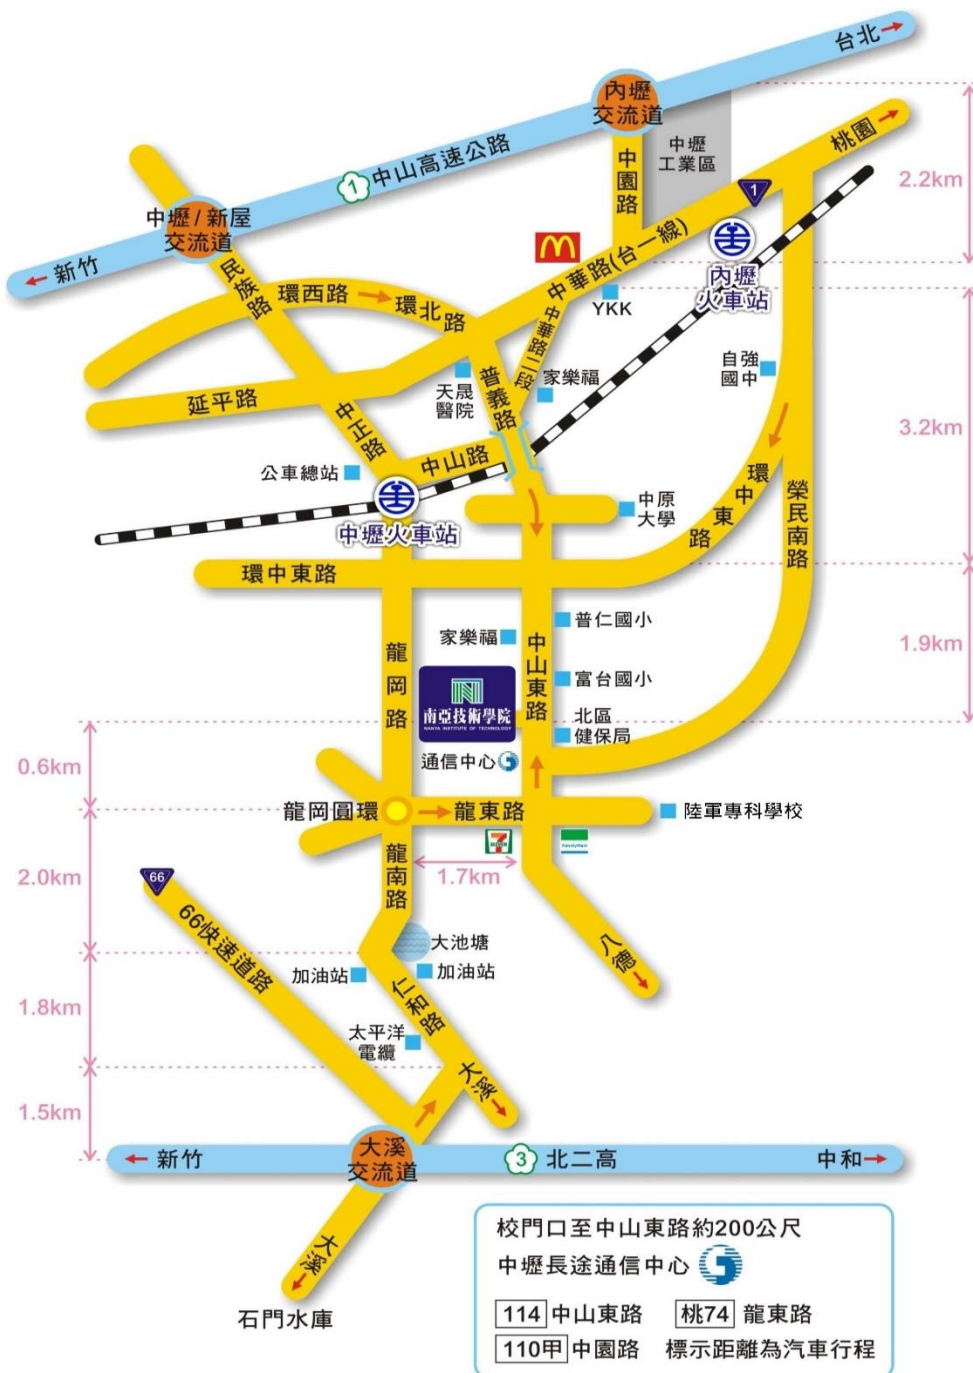 台北
內壢
交流道
中壢
工業區
桃園
2.2km
中園路
1
1
中山高速公路
中壢/新屋
交流道
新竹
內壢
火車站
中華路(台一線)
民族路
環西路
環北路
YKK
中華路二段
自強
國中
家樂福
天晟
醫院
普義路
延平路
3.2km
中正路
中山路
公車總站
中壢火車站
中原
大學
環中東路
榮民南路
環中東路
普仁國小
家樂福
1.9km
龍岡路
中山東路
富台國小
南亞技術學院
NANYA INSTITUTE OF TECHNOLOGY
北區
健保局
通信中心
0.6km
龍岡圓環
龍東路
陸軍專科學校
7
ELEVEN
FamilyMart
1.7km
龍南路
2.0km
66
66快速道路
大池塘
八德
加油站
加油站
仁和路
1.8km
太平洋
電纜
大溪
1.5km
大溪
交流道
新竹
3
北二高
中和
大溪
石門水庫
校門口至中山東路約200公尺
中壢長途通信中心
114 中山東路 桃74 龍東路
110甲 中園路 標示距離為汽車行程